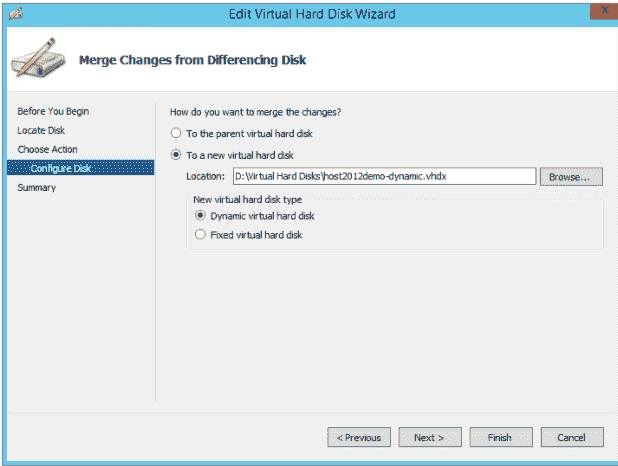 Edit Virtual Hard Disk Wizard
x
Merge Changes from Differencing Disk
Before You Begin
Locate Disk
Choose Action
Configure Disk
Summary
How do you want to merge the changes?
To the parent virtual hard disk
To a new virtual hard disk
Location: D:\Virtual Hard Disks\host2012demo-dynamic.vhdx Browse...
New virtual hard disk type
Dynamic virtual hard disk
Fixed virtual hard disk
< Previous Next > Finish Cancel